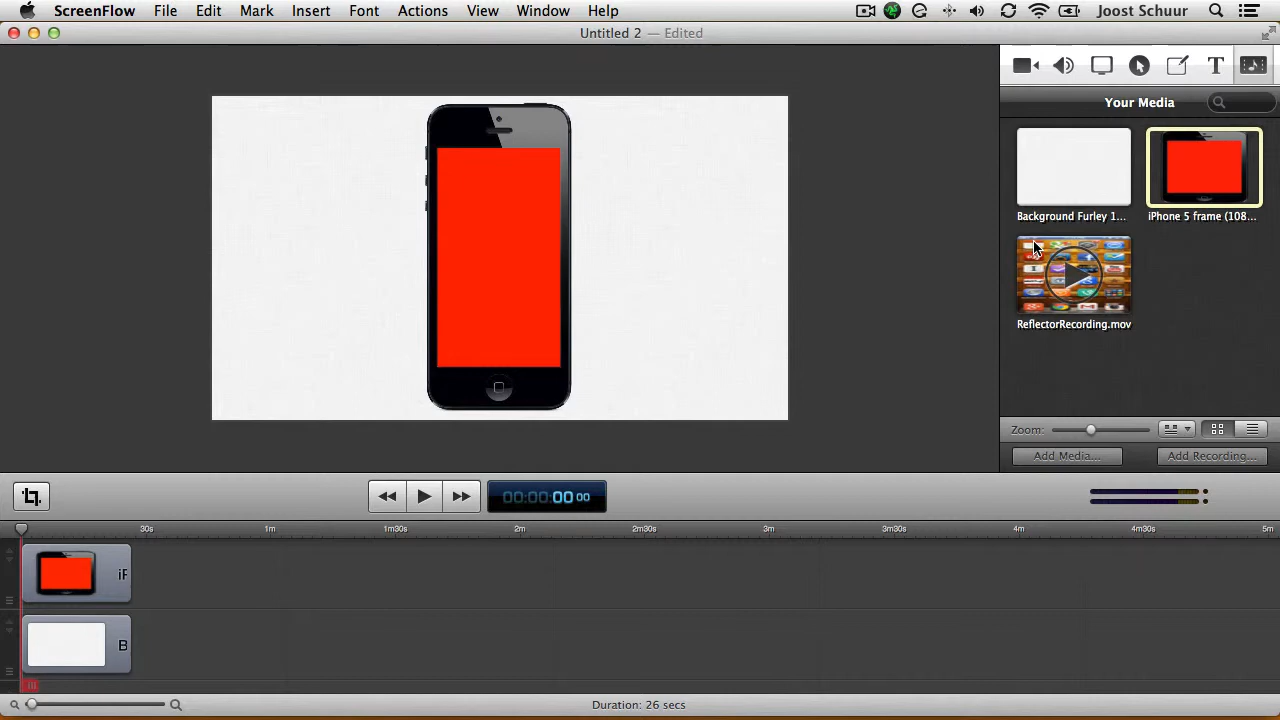 ScreenFlow File Edit Mark Insert Font Actions View Window Help Joost Schuur
Untitled 2 — Edited
Your Media
Background Furley 1...
iPhone 5 frame (108...
ReflectorRecording.mov
Zoom:
Add Media...
Add Recording...
00:00:00 00
30s 1m 1m30s 2m 2m30s 3m 3m30s 4m 4m30s 5m
iF
B
Duration: 26 secs